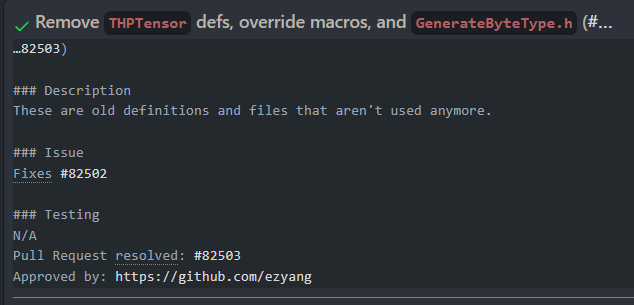 Remove THPTensor defs, override macros, and GenerateByteType.h (#...
...82503)
### Description
These are old definitions and files that aren't used anymore.
### Issue
Fixes #82502
### Testing
N/A
Pull Request resolved: #82503
Approved by: https://github.com/ezyang